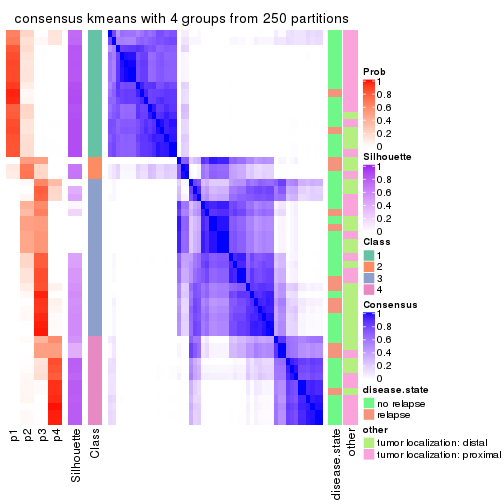 consensus kmeans with 4 groups from 250 partitions
p1
p2
p3
p4
Silhouette
Class
disease.state
other
Prob
1
0.8
0.6
0.4
0.2
0
Silhouette
1
0.8
0.6
0.4
0.2
0
Class
1
2
3
4
Consensus
1
0.8
0.6
0.4
0.2
0
disease.state
no relapse
relapse
other
tumor localization: distal
tumor localization: proximal